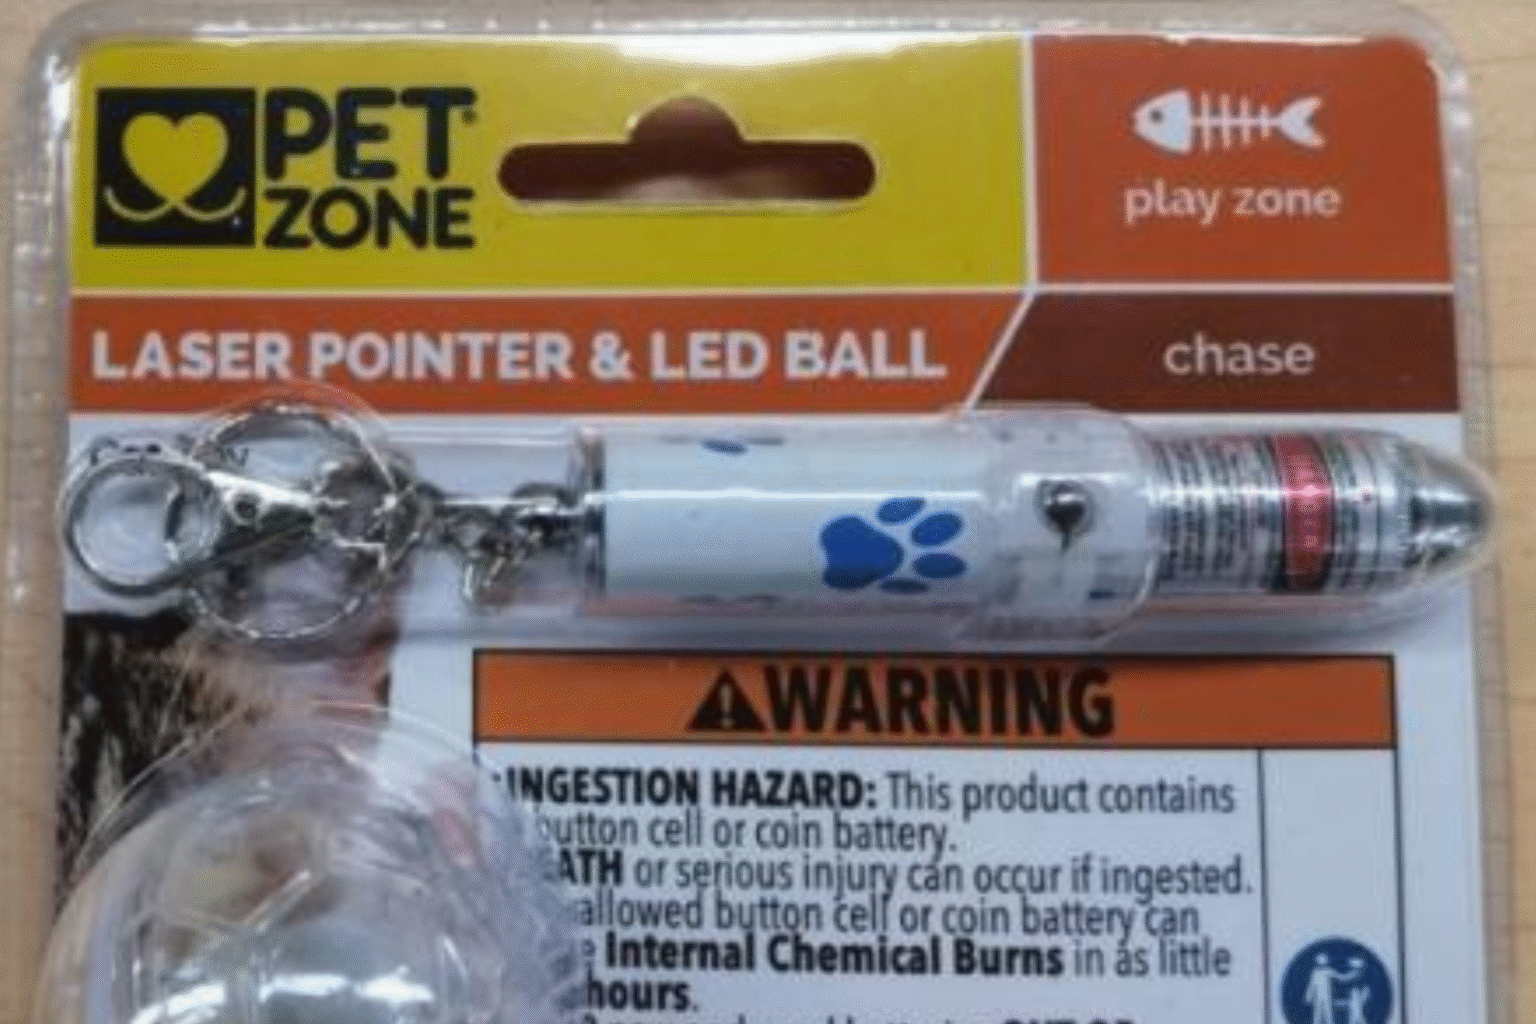 PET
ZONE
play zone
LASER POINTER & LED BALL
chase
WARNING
INGESTION HAZARD: This product contains
button cell or coin battery.
or serious injury can occur if ingested.
button cell or coin battery can
Internal Chemical Burns in as little
hours.